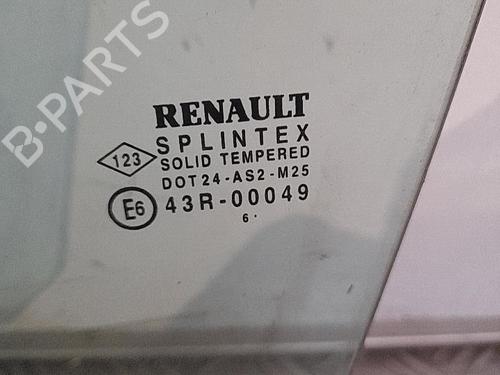 B-PARTS
RENAULT
SPLINTEX
123
SOLID TEMPERED
DOT24-AS2-M25
E6 43R-00049
6.